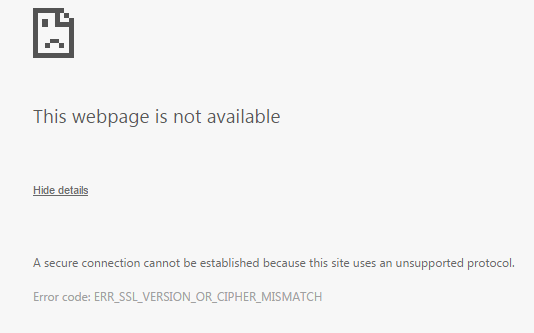 This webpage is not available
Hide details
A secure connection cannot be established because this site uses an unsupported protocol.
Error code: ERR_SSL_VERSION_OR_CIPHER_MISMATCH